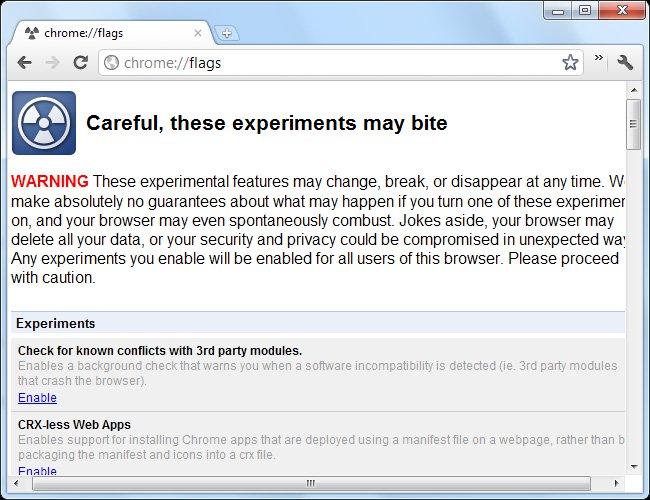 chrome://flags
chrome://flags
Careful, these experiments may bite
WARNING These experimental features may change, break, or disappear at any time. We
make absolutely no guarantees about what may happen if you turn one of these experimen
on, and your browser may even spontaneously combust. Jokes aside, your browser may
delete all your data, or your security and privacy could be compromised in unexpected way
Any experiments you enable will be enabled for all users of this browser. Please proceed
with caution.
Experiments
Check for known conflicts with 3rd party modules.
Enables a background check that warns you when a software incompatibility is detected (ie. 3rd party modules
that crash the browser).
Enable
CRX-less Web Apps
Enables support for installing Chrome apps that are deployed using a manifest file on a webpage, rather than b
packaging the manifest and icons into a crx file.
Enable